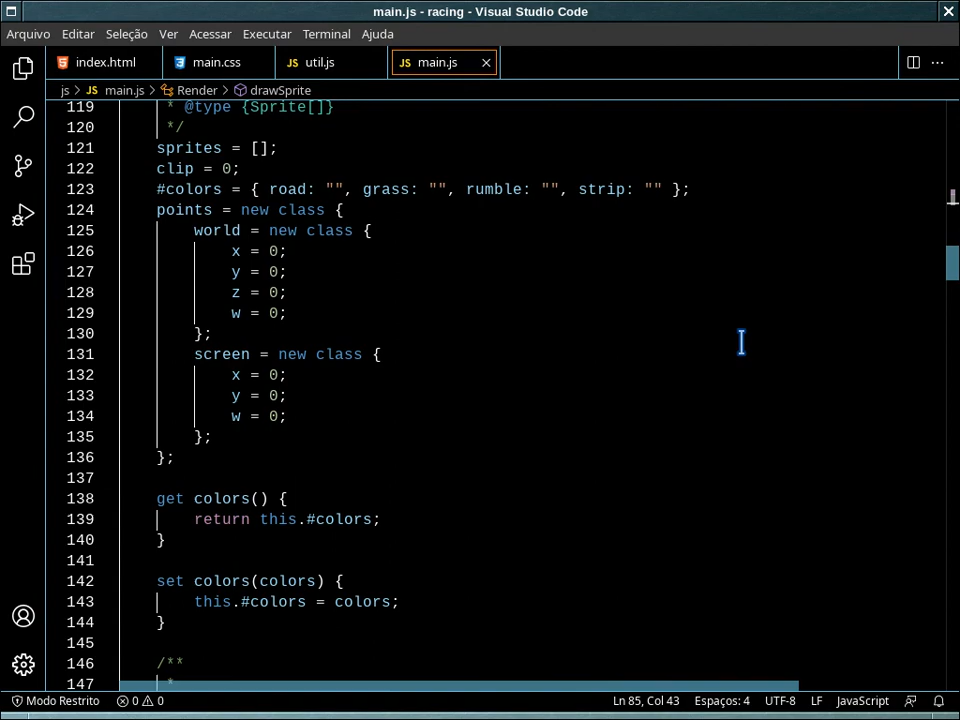 main.js - racing - Visual Studio Code
Arquivo Editar Seleção Ver Acessar Executar Terminal Ajuda
index.html main.css JS util.js JS main.js
js > main.js > Render > drawSprite
119 * @type {Sprite[]}
120 */
121 sprites = [];
122 clip = 0;
123 #colors = { road: "", grass: "", rumble: "", strip: "" };
124 points = new class {
125 world = new class {
126 x = 0;
127 y = 0;
128 z = 0;
129 w = 0;
130 };
131 screen = new class {
132 x = 0;
133 y = 0;
134 w = 0;
135 };
136 };
137
138 get colors() {
139 return this.#colors;
140 }
141
142 set colors(colors) {
143 this.#colors = colors;
144 }
145
146 /**
147 *
Modo Restrito 0 0 Ln 85, Col 43 Espaços: 4 UTF-8 LF JavaScript